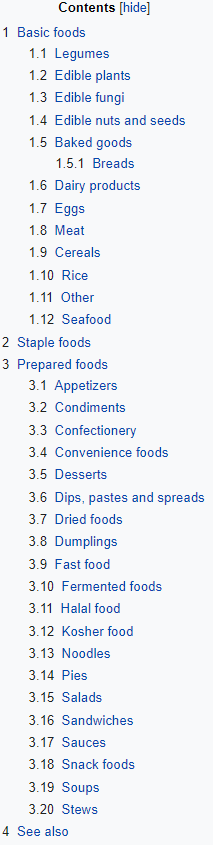 Contents [hide]
1 Basic foods
1.1 Legumes
1.2 Edible plants
1.3 Edible fungi
1.4 Edible nuts and seeds
1.5 Baked goods
1.5.1 Breads
1.6 Dairy products
1.7 Eggs
1.8 Meat
1.9 Cereals
1.10 Rice
1.11 Other
1.12 Seafood
2 Staple foods
3 Prepared foods
3.1 Appetizers
3.2 Condiments
3.3 Confectionery
3.4 Convenience foods
3.5 Desserts
3.6 Dips, pastes and spreads
3.7 Dried foods
3.8 Dumplings
3.9 Fast food
3.10 Fermented foods
3.11 Halal food
3.12 Kosher food
3.13 Noodles
3.14 Pies
3.15 Salads
3.16 Sandwiches
3.17 Sauces
3.18 Snack foods
3.19 Soups
3.20 Stews
4 See also